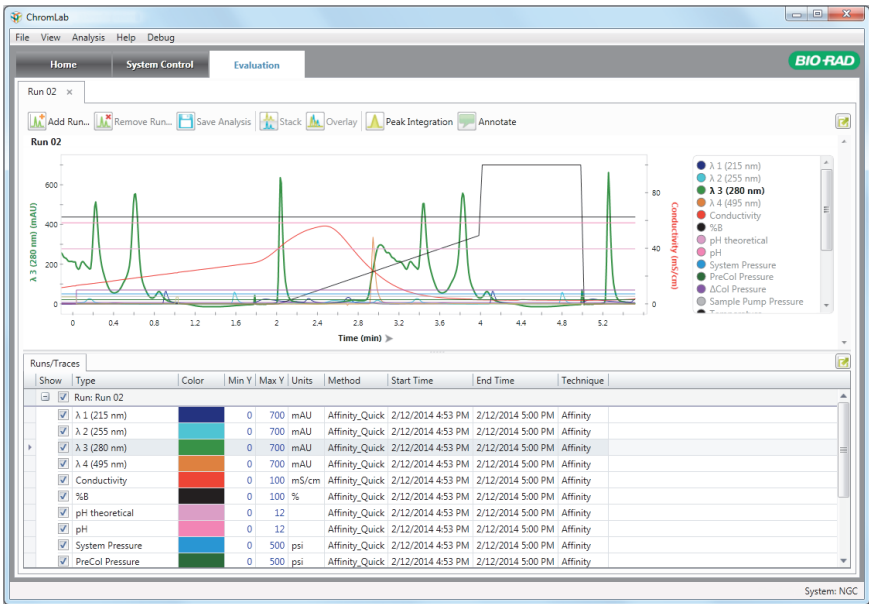 ChromLab
File View Analysis Help Debug
Home System Control Evaluation
BIO-RAD
Run 02 ×
Add Run... Remove Run... Save Analysis Stack Overlay Peak Integration Annotate
Run 02
λ 3 (280 nm) (mAU)
600
400
200
0
80
40
0
Conductivity (mS/cm)
0 0.4 0.8 1.2 1.6 2 2.4 2.8 3.2 3.6 4 4.4 4.8 5.2
Time (min)
λ 1 (215 nm)
λ 2 (255 nm)
λ 3 (280 nm)
λ 4 (495 nm)
Conductivity
%B
pH theoretical
pH
System Pressure
PreCol Pressure
ΔCol Pressure
Sample Pump Pressure
Runs/Traces
Show Type Color Min Y Max Y Units Method Start Time End Time Technique
Run: Run 02
λ 1 (215 nm) 0 700 mAU Affinity_Quick 2/12/2014 4:53 PM 2/12/2014 5:00 PM Affinity
λ 2 (255 nm) 0 700 mAU Affinity_Quick 2/12/2014 4:53 PM 2/12/2014 5:00 PM Affinity
λ 3 (280 nm) 0 700 mAU Affinity_Quick 2/12/2014 4:53 PM 2/12/2014 5:00 PM Affinity
λ 4 (495 nm) 0 700 mAU Affinity_Quick 2/12/2014 4:53 PM 2/12/2014 5:00 PM Affinity
Conductivity 0 100 mS/cm Affinity_Quick 2/12/2014 4:53 PM 2/12/2014 5:00 PM Affinity
%B 0 100 % Affinity_Quick 2/12/2014 4:53 PM 2/12/2014 5:00 PM Affinity
pH theoretical 0 12 Affinity_Quick 2/12/2014 4:53 PM 2/12/2014 5:00 PM Affinity
pH 0 12 Affinity_Quick 2/12/2014 4:53 PM 2/12/2014 5:00 PM Affinity
System Pressure 0 500 psi Affinity_Quick 2/12/2014 4:53 PM 2/12/2014 5:00 PM Affinity
PreCol Pressure 0 500 psi Affinity_Quick 2/12/2014 4:53 PM 2/12/2014 5:00 PM Affinity
System: NGC